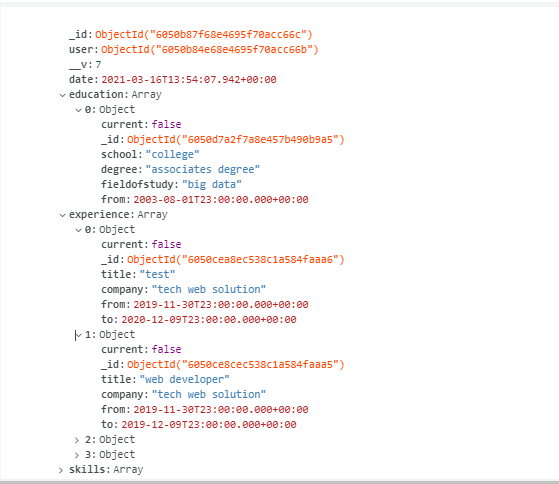 _id: ObjectId("6050b87f68e4695f70acc66c")
user: ObjectId("6050b84e68e4695f70acc66b")
__v: 7
date: 2021-03-16T13:54:07.942+00:00
education: Array
0: Object
current: false
_id: ObjectId("6050d7a2f7a8e457b490b9a5")
school: "college"
degree: "associates degree"
fieldofstudy: "big data"
from: 2003-08-01T23:00:00.000+00:00
experience: Array
0: Object
current: false
_id: ObjectId("6050cea8ec538c1a584faaa6")
title: "test"
company: "tech web solution"
from: 2019-11-30T23:00:00.000+00:00
to: 2020-12-09T23:00:00.000+00:00
1: Object
current: false
_id: ObjectId("6050ce8cec538c1a584faaa5")
title: "web developer"
company: "tech web solution"
from: 2019-11-30T23:00:00.000+00:00
to: 2019-12-09T23:00:00.000+00:00
2: Object
3: Object
skills: Array